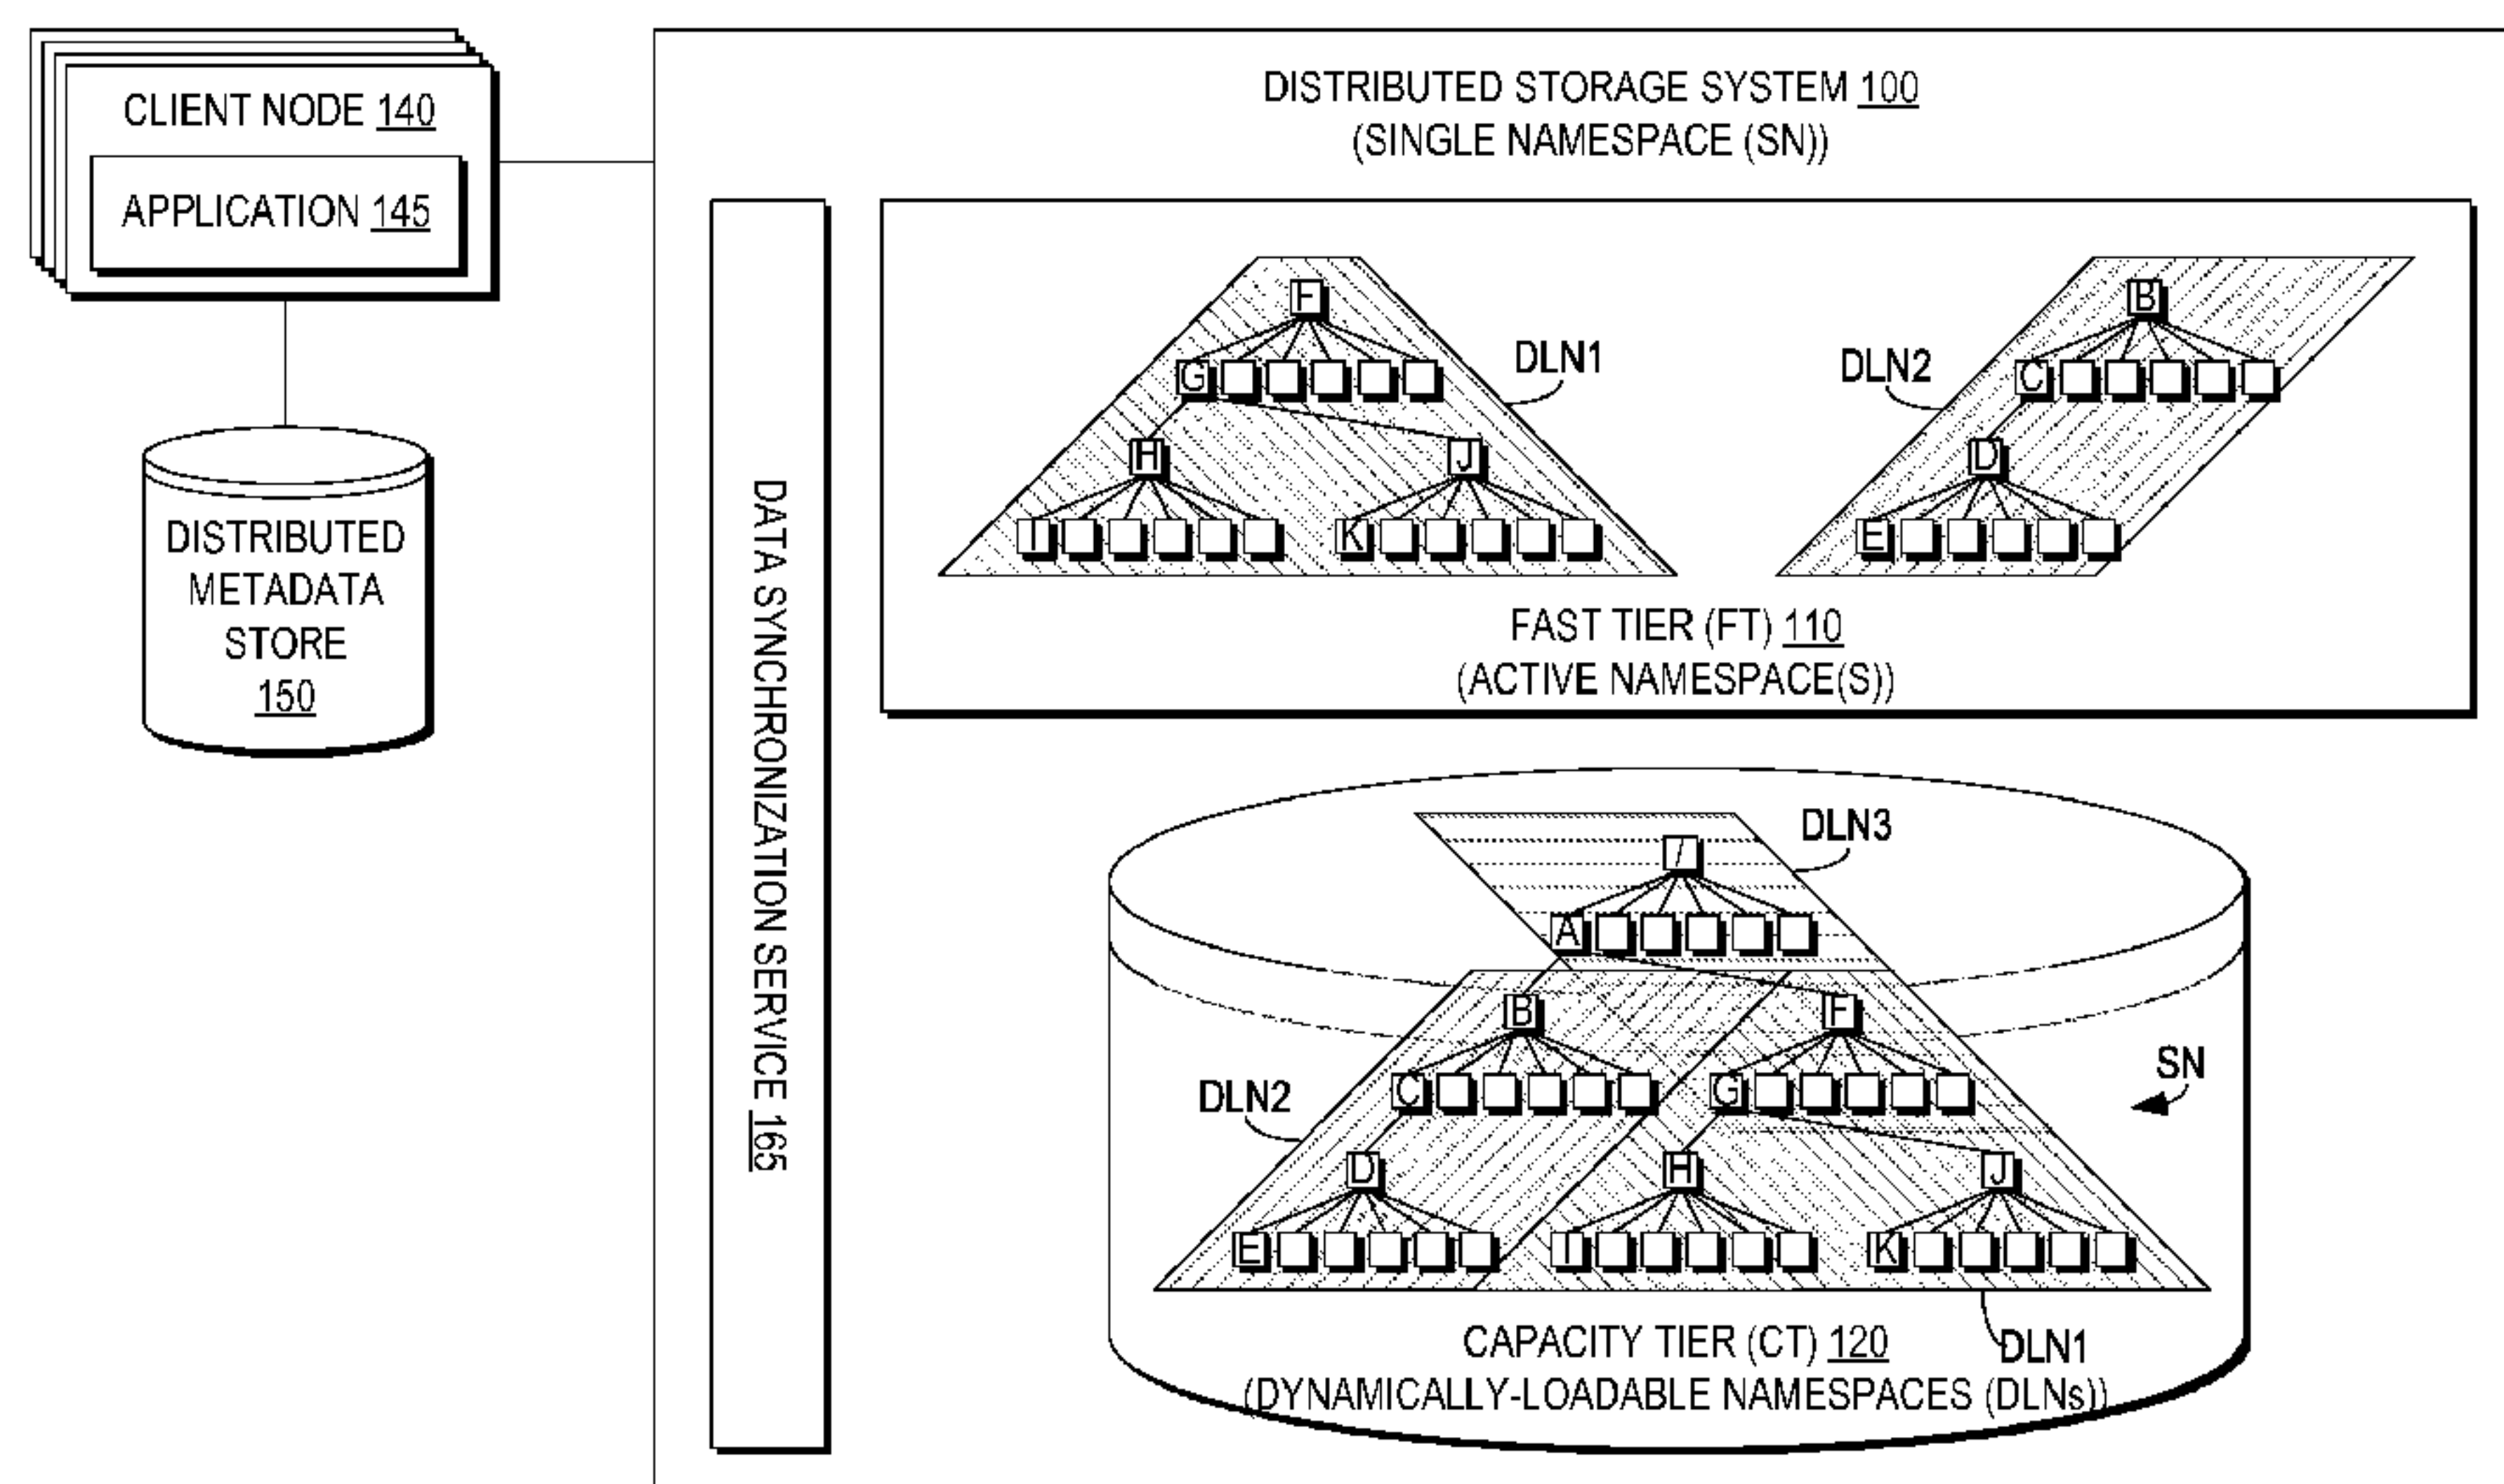 CLIENT NODE 140
APPLICATION 145
DISTRIBUTED
METADATA
STORE
150
DISTRIBUTED STORAGE SYSTEM 100
(SINGLE NAMESPACE (SN))
DATA SYNCHRONIZATION SERVICE 165
F
G
H J
I K
DLN1
B
C
D
E
DLN2
FAST TIER (FT) 110
(ACTIVE NAMESPACE(S))
DLN3
/
A
B F
C G
D H J
E I K
DLN2
SN
DLN1
CAPACITY TIER (CT) 120
(DYNAMICALLY-LOADABLE NAMESPACES (DLNs))